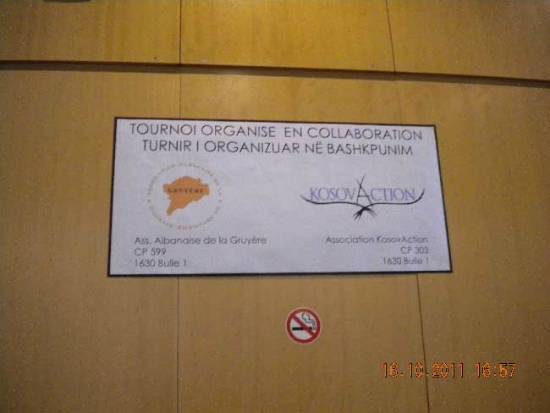 TOURNOI ORGANISE EN COLLABORATION
TURNIR I ORGANIZUAR NË BASHKPUNIM
GRUYÈRE
KOSOVACTION
Ass. Albanaise de la Gruyère
CP 599
1630 Bulle 1
Association KosovAction
CP 303
1630 Bulle 1
16-10-2011 16:57